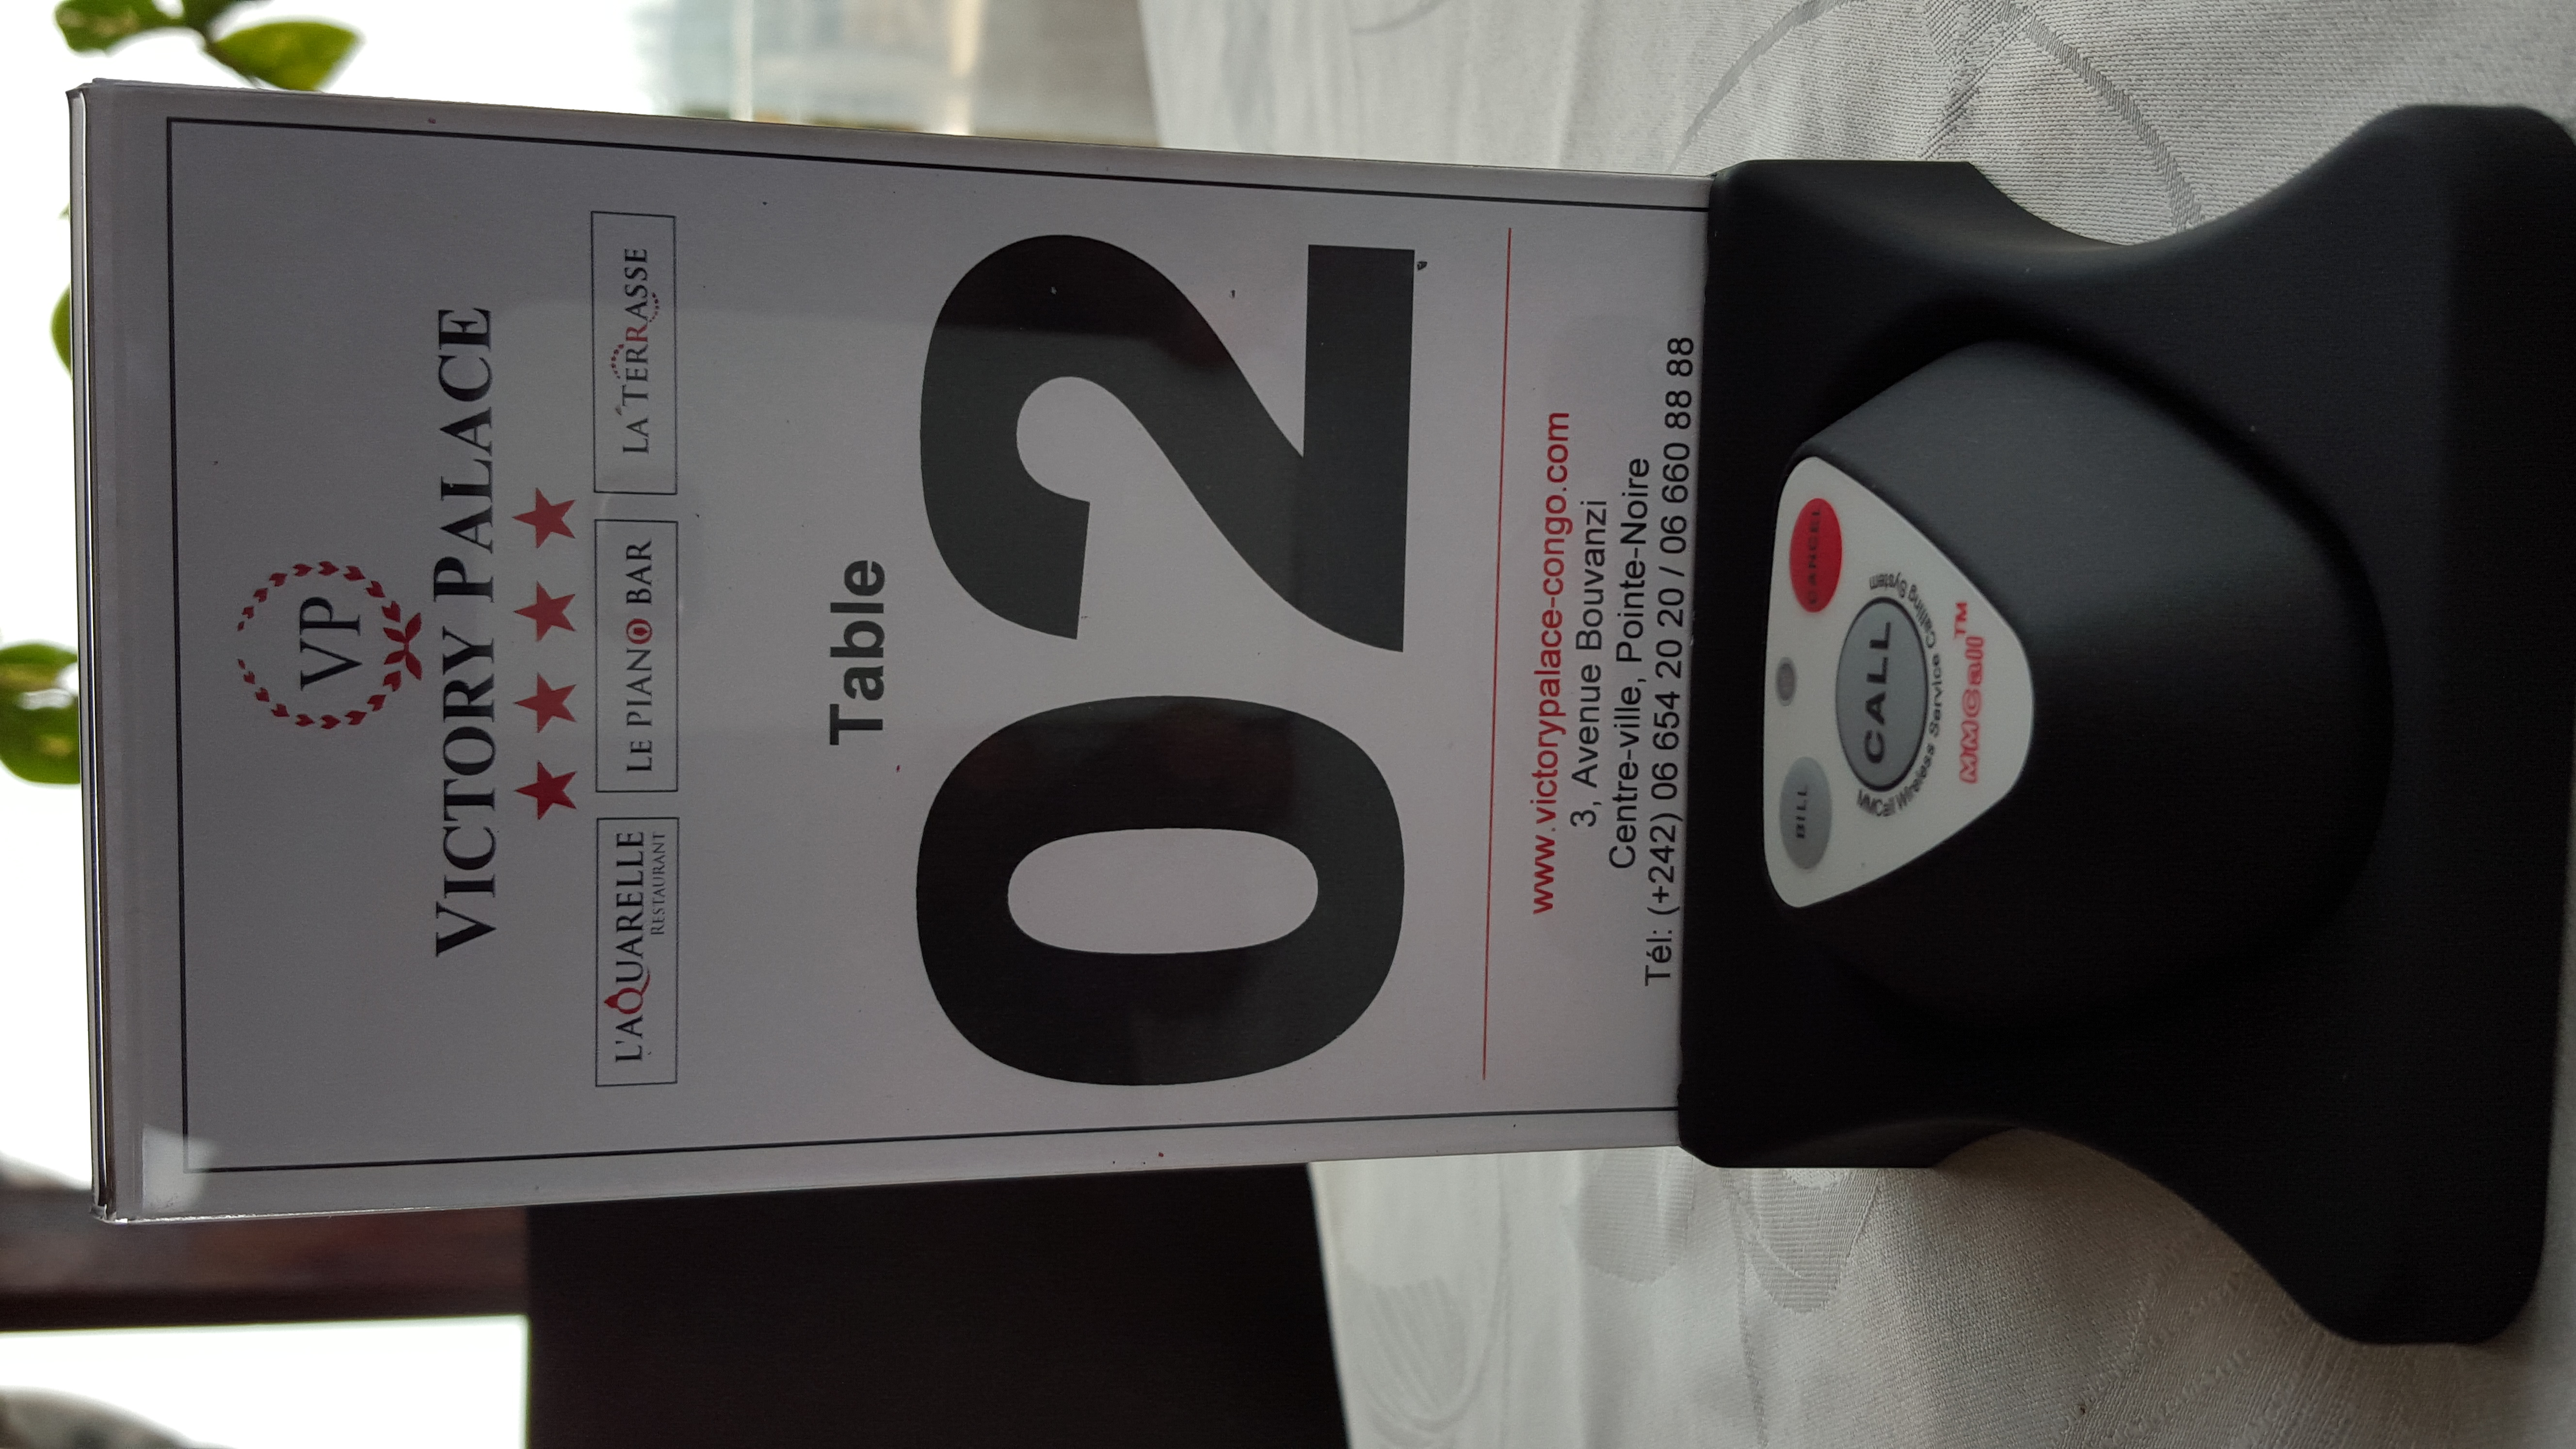 VP
VICTORY PALACE
L'AQUARELLE
RESTAURANT
LE PIANO BAR
LA TERRASSE
Table
02
www.victorypalace-congo.com
3, Avenue Bouvanzi
Centre-ville, Pointe-Noire
Tél: (+242) 06 654 20 20 / 06 660 88 88
BILL
CANCEL
CALL
MMCall Wireless Service Calling System
MMCall™